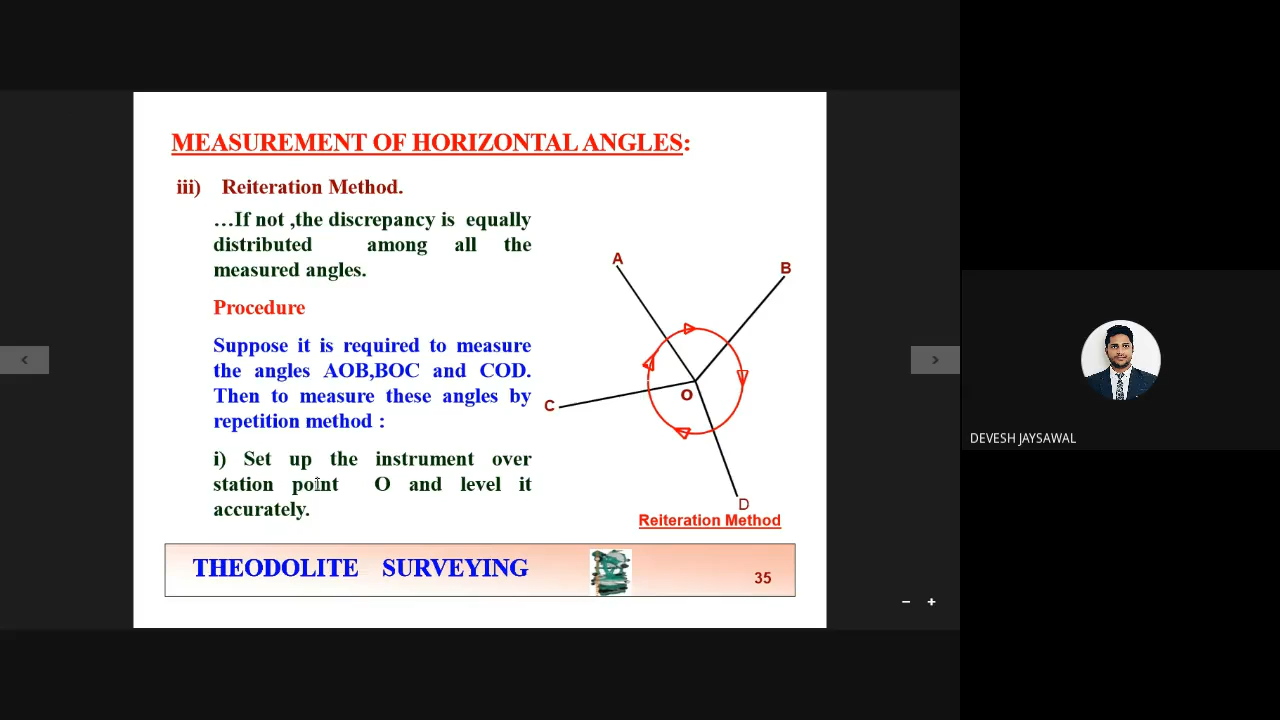 MEASUREMENT OF HORIZONTAL ANGLES:
iii) Reiteration Method.
…If not ,the discrepancy is equally
distributed among all the
measured angles.
Procedure
Suppose it is required to measure
the angles AOB,BOC and COD.
Then to measure these angles by
repetition method :
i) Set up the instrument over
station point O and level it
accurately.
A
B
C
O
D
Reiteration Method
THEODOLITE SURVEYING
35
DEVESH JAYSAWAL